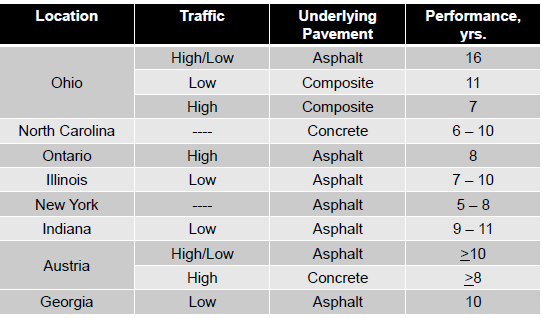 Location Traffic Underlying Pavement Performance, yrs.
Ohio High/Low Asphalt 16
Low Composite 11
High Composite 7
North Carolina ---- Concrete 6 – 10
Ontario High Asphalt 8
Illinois Low Asphalt 7 – 10
New York ---- Asphalt 5 – 8
Indiana Low Asphalt 9 – 11
Austria High/Low Asphalt ≥10
High Concrete ≥8
Georgia Low Asphalt 10